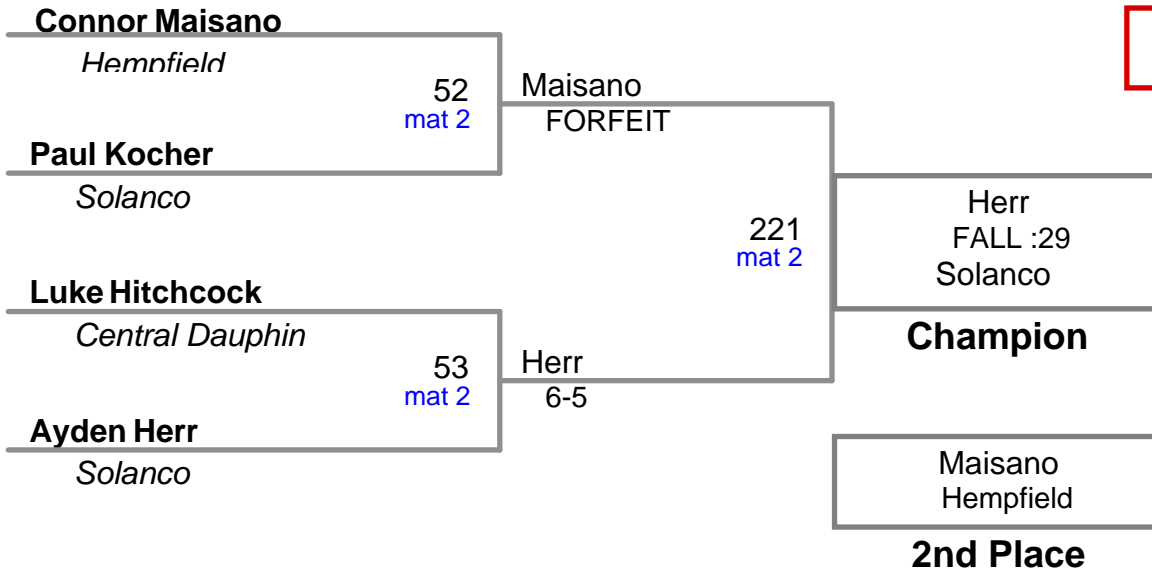 Connor Maisano
Hempfield
52
mat 2
Maisano
FORFEIT
Paul Kocher
Solanco
221
mat 2
Herr
FALL :29
Solanco
Champion
Luke Hitchcock
Central Dauphin
53
mat 2
Herr
6-5
Ayden Herr
Solanco
Maisano
Hempfield
2nd Place